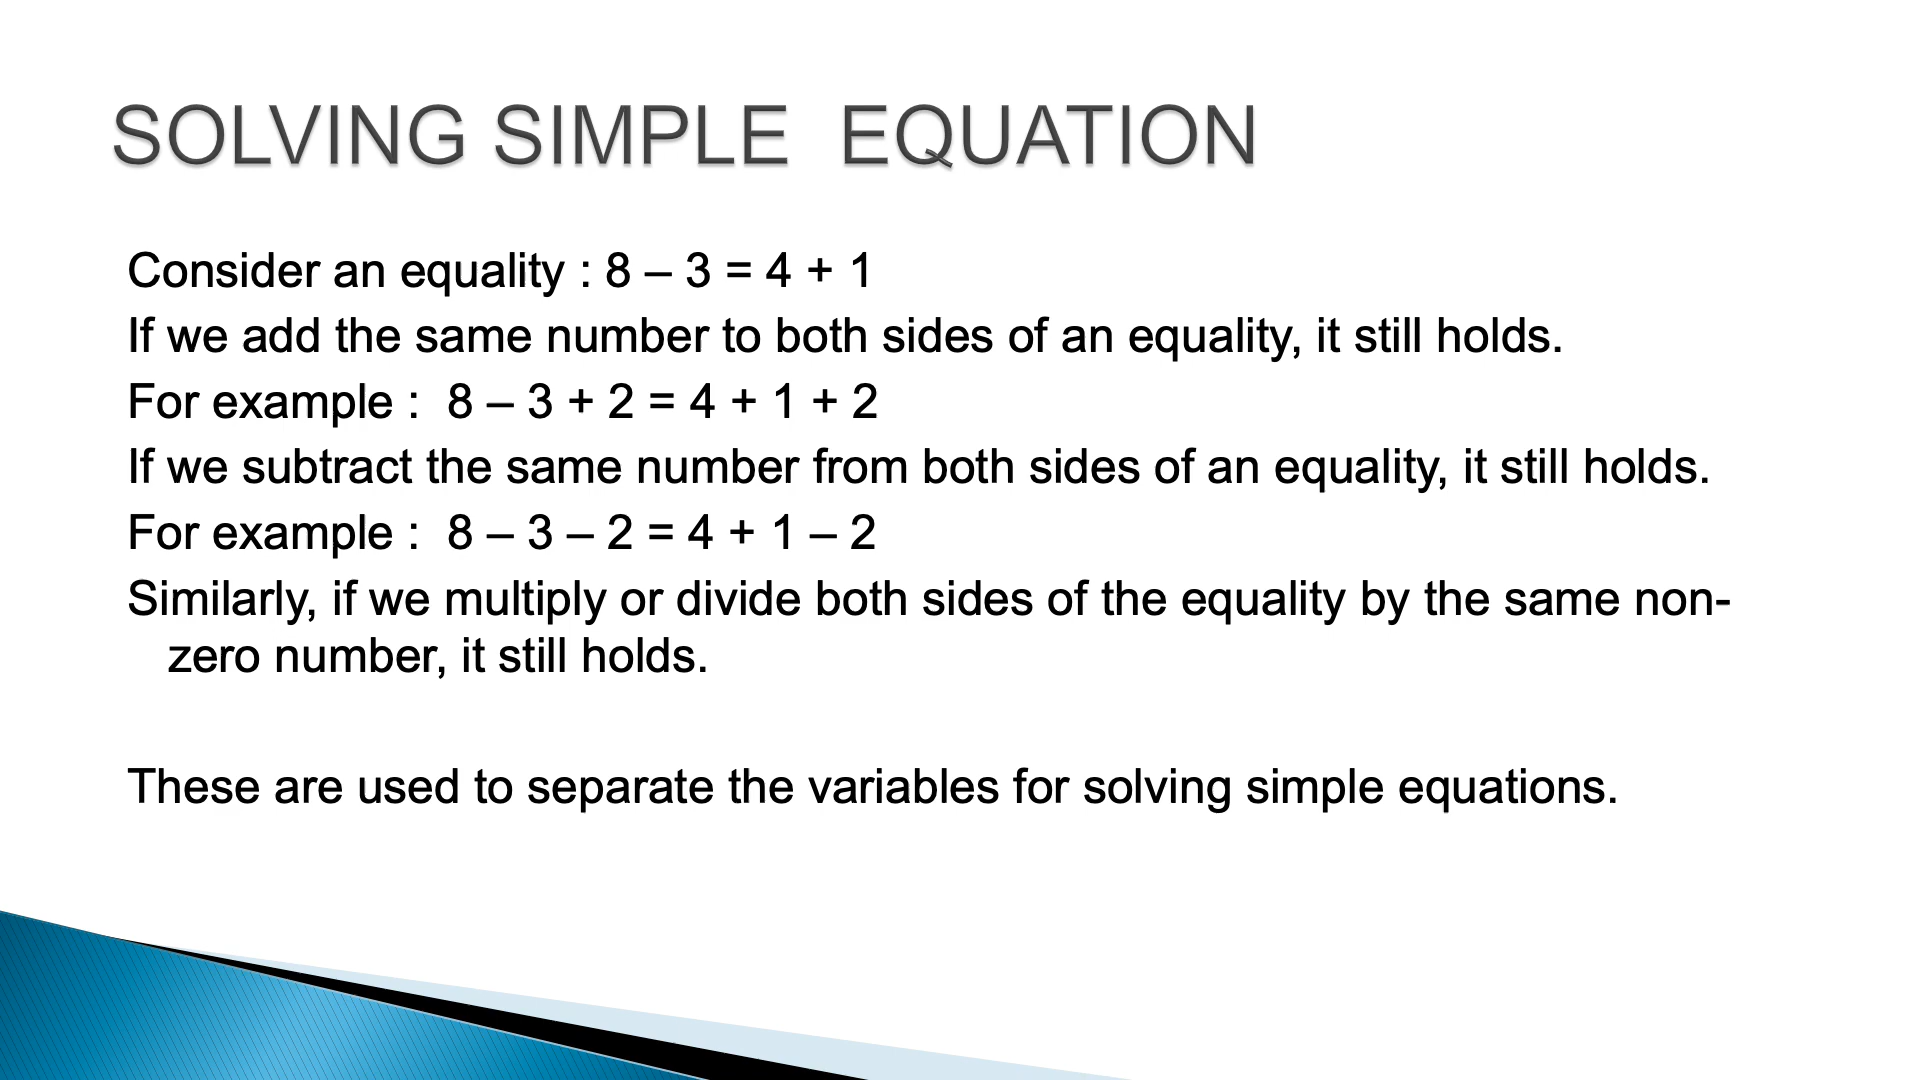 SOLVING SIMPLE  EQUATION
Consider an equality : 8 – 3 = 4 + 1
If we add the same number to both sides of an equality, it still holds.
For example :  8 – 3 + 2 = 4 + 1 + 2
If we subtract the same number from both sides of an equality, it still holds.
For example :  8 – 3 – 2 = 4 + 1 – 2
Similarly, if we multiply or divide both sides of the equality by the same non-
zero number, it still holds.
These are used to separate the variables for solving simple equations.